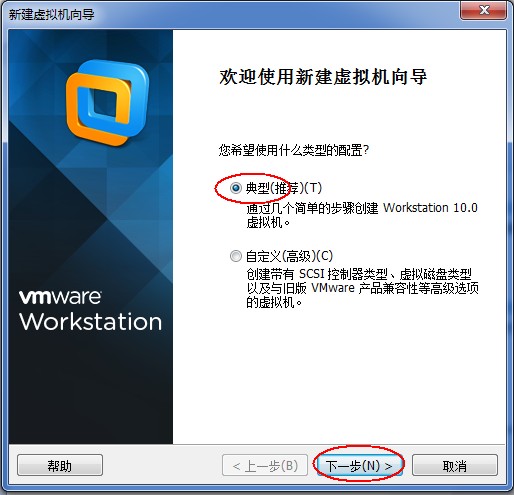 新建虚拟机向导
欢迎使用新建虚拟机向导
您希望使用什么类型的配置?
典型(推荐)(T)
通过几个简单的步骤创建 Workstation 10.0
虚拟机。
自定义(高级)(C)
创建带有 SCSI 控制器类型、虚拟磁盘类型
以及与旧版 VMware 产品兼容性等高级选项
的虚拟机。
vmware
Workstation
帮助
< 上一步(B)
下一步(N) >
取消